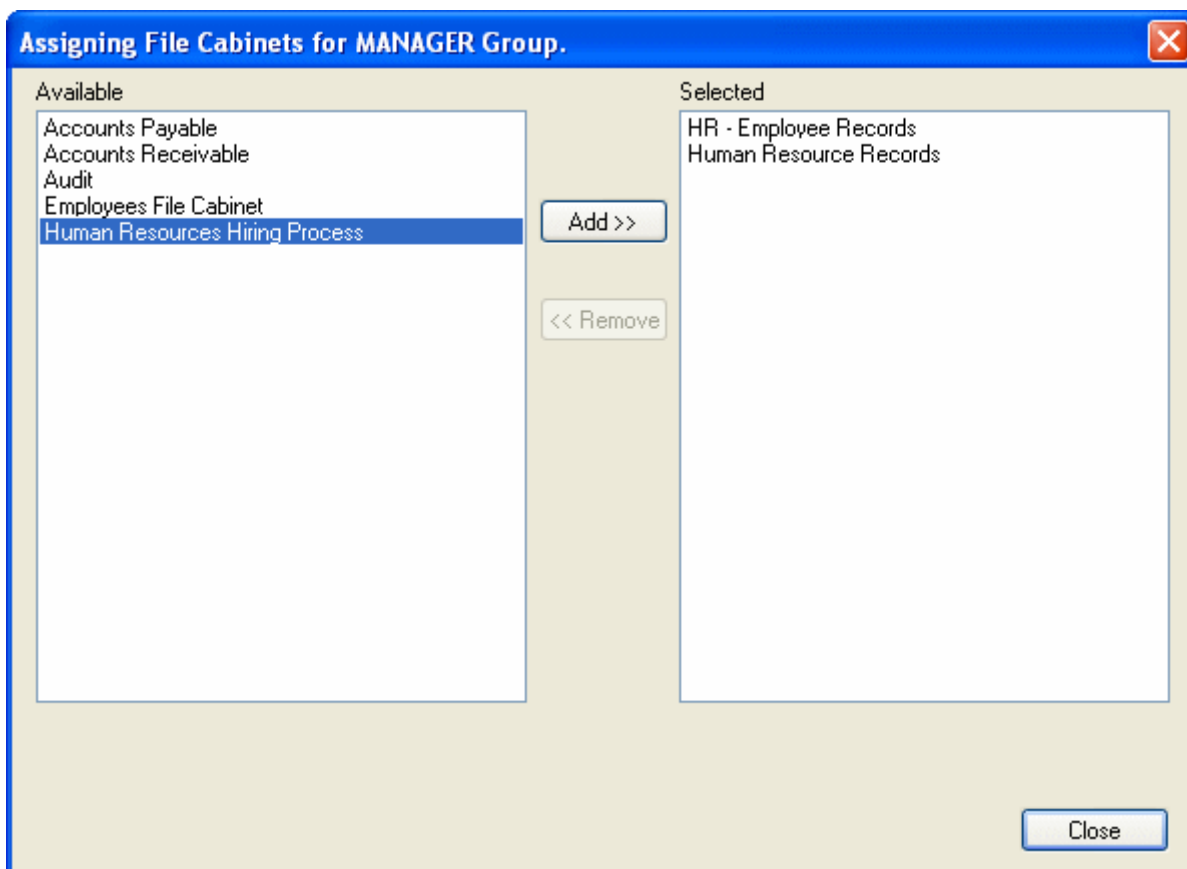 Assigning File Cabinets for MANAGER Group.
Available
Accounts Payable
Accounts Receivable
Audit
Employees File Cabinet
Human Resources Hiring Process
Add >>
<< Remove
Selected
HR - Employee Records
Human Resource Records
Close